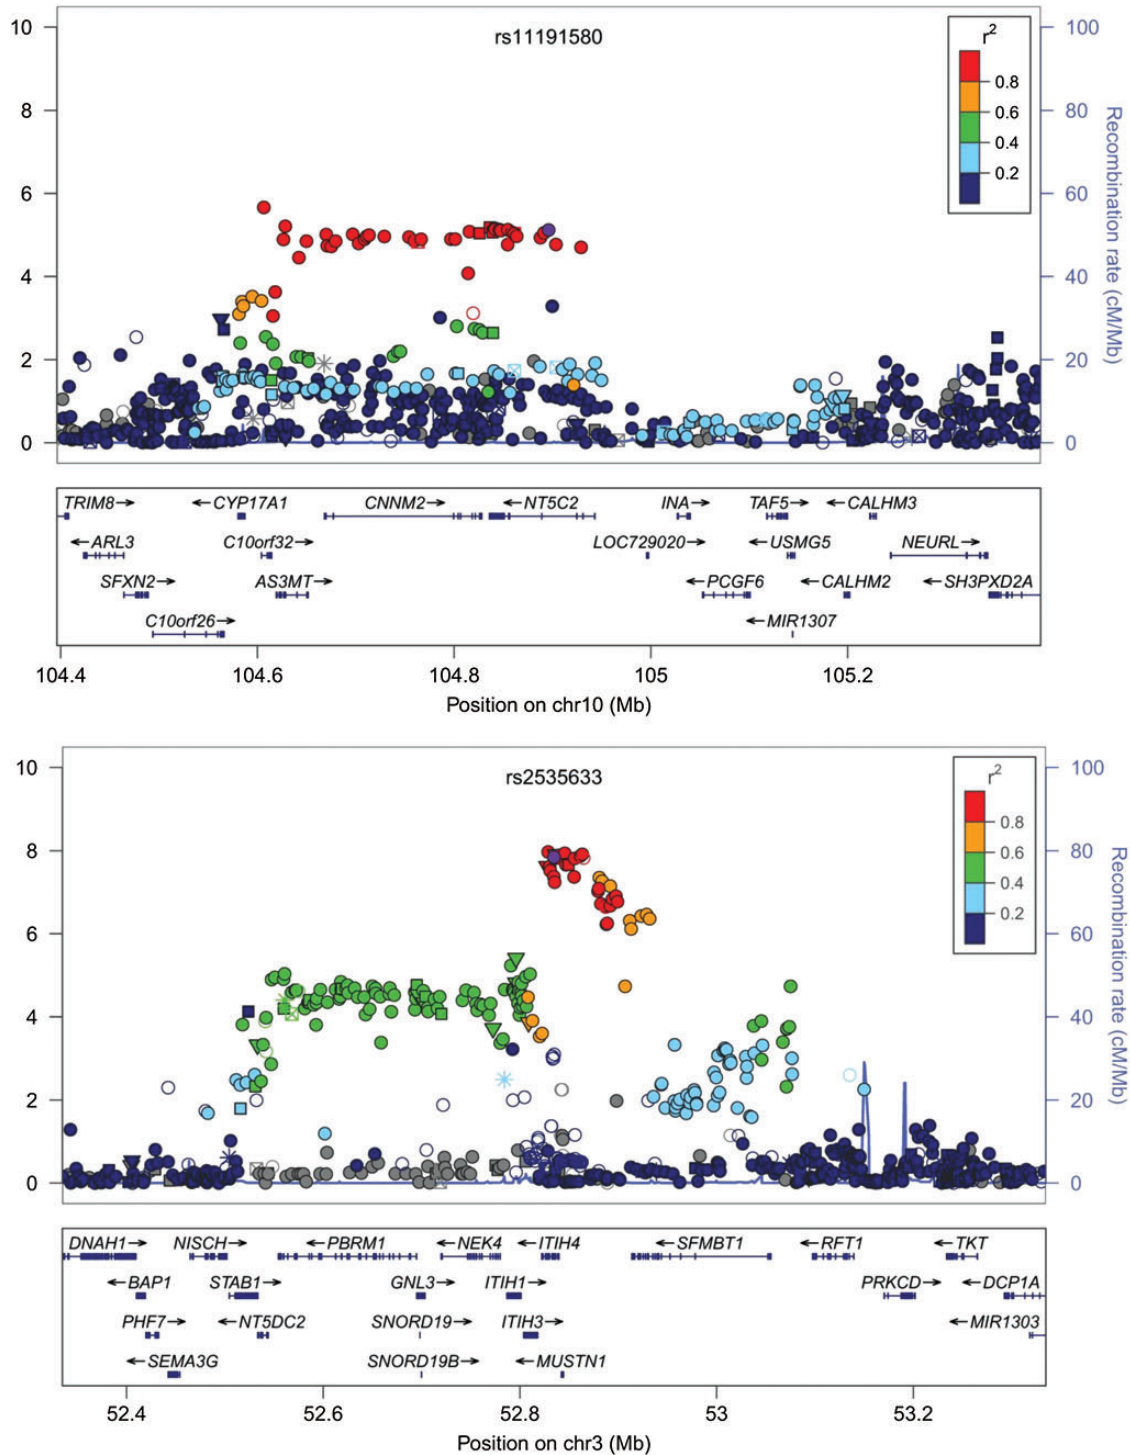 rs11191580
r2
0.8
0.6
0.4
0.2
10
8
6
4
2
0
100
80
60
40
20
0
Recombination rate (cM/Mb)
TRIM8→ ←CYP17A1 CNNM2→ ←NT5C2 INA→ TAF5→ ←CALHM3
←ARL3 C10orf32→ LOC729020→ ←USMG5 NEURL→
SFXN2→ AS3MT→ ←PCGF6 ←CALHM2 ←SH3PXD2A
C10orf26→ ←MIR1307
104.4 104.6 104.8 105 105.2
Position on chr10 (Mb)
rs2535633
r2
0.8
0.6
0.4
0.2
10
8
6
4
2
0
100
80
60
40
20
0
Recombination rate (cM/Mb)
DNAH1→ NISCH→ ←PBRM1 ←NEK4 ←ITIH4 ←SFMBT1 ←RFT1 ←TKT
←BAP1 STAB1→ GNL3→ ITIH1→ PRKCD→ ←DCP1A
PHF7→ ←NT5DC2 SNORD19→ ITIH3→ ←MIR1303
←SEMA3G SNORD19B→ ←MUSTN1
52.4 52.6 52.8 53 53.2
Position on chr3 (Mb)